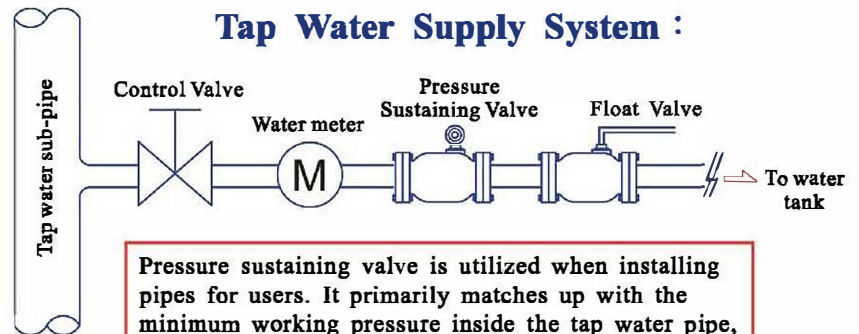 Tap Water Supply System :
Control Valve
Pressure
Sustaining Valve
Float Valve
Water meter
Tap water sub-pipe
M
To water
tank
Pressure sustaining valve is utilized when installing
pipes for users. It primarily matches up with the
minimum working pressure inside the tap water pipe,